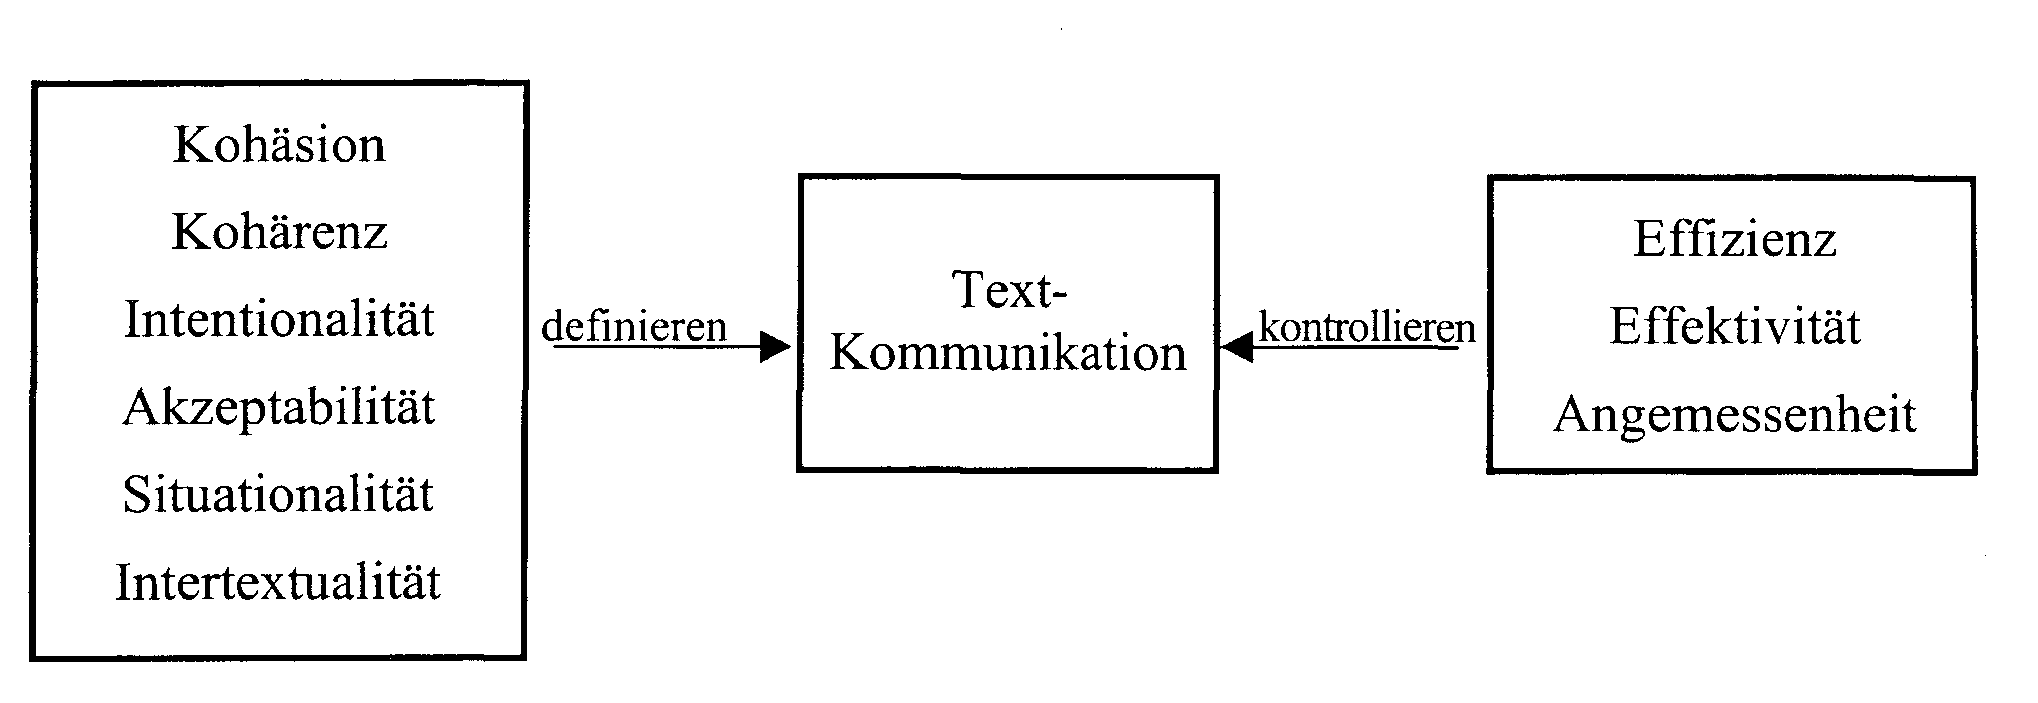 Kohäsion
Kohärenz
Intentionalität
Akzeptabilität
Situationalität
Intertextualität
definieren
Text-
Kommunikation
kontrollieren
Effizienz
Effektivität
Angemessenheit